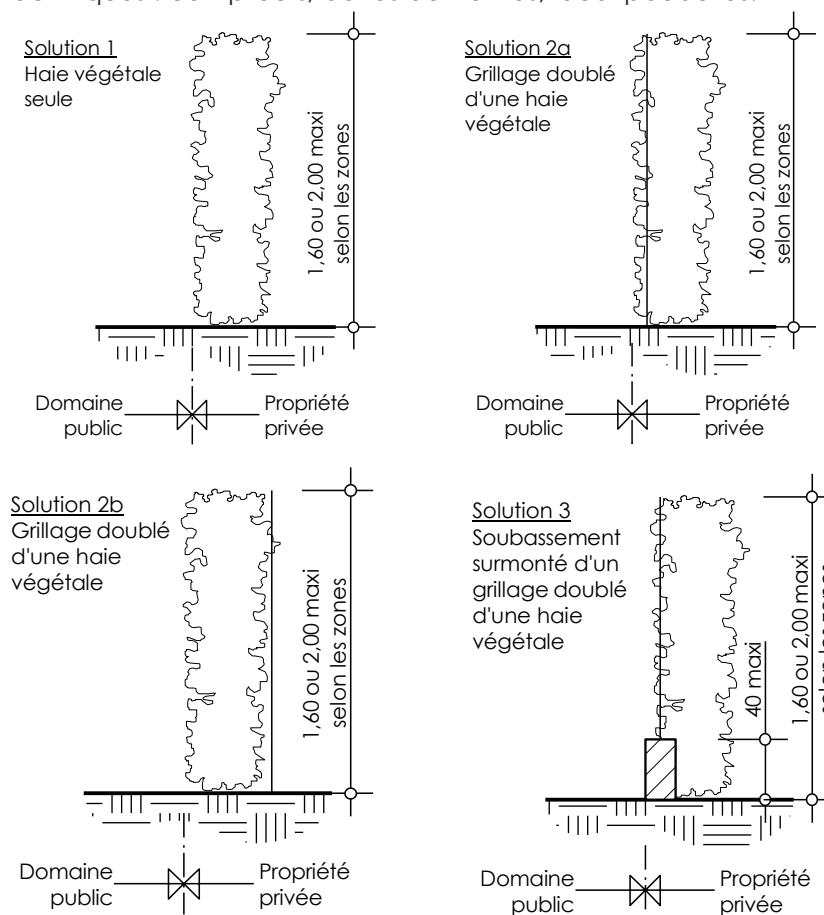 Solution 1
Haie végétale
seule
1,60 ou 2,00 maxi
selon les zones
Domaine
public
Propriété
privée
Solution 2a
Grillage doublé
d'une haie
végétale
1,60 ou 2,00 maxi
selon les zones
Domaine
public
Propriété
privée
Solution 2b
Grillage doublé
d'une haie
végétale
1,60 ou 2,00 maxi
selon les zones
Domaine
public
Propriété
privée
Solution 3
Soubassement
surmonté d'un
grillage doublé
d'une haie
végétale
40 maxi
1,60 ou 2,00 maxi
selon les zones
Domaine
public
Propriété
privée